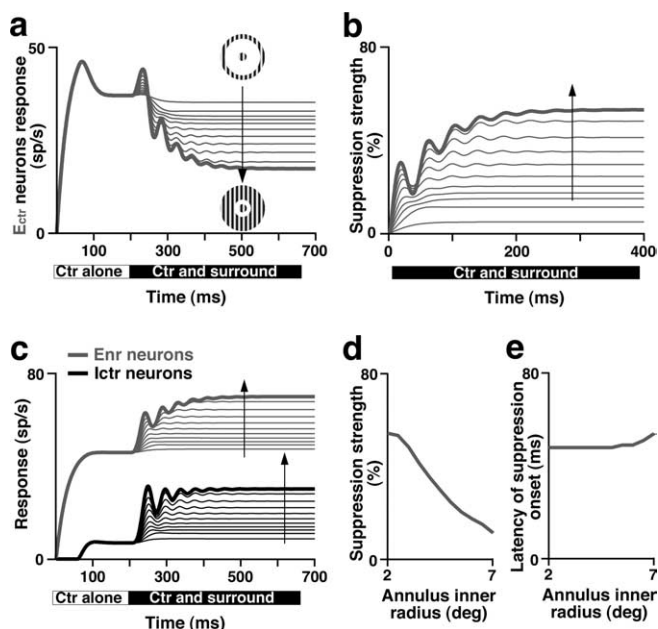 a
50
E_ctr neurons response
(sp/s)
0
100
300
500
700
Ctr alone
Ctr and surround
Time (ms)
b
80
Suppression strength
(%)
0
0
100
200
300
400
Ctr and surround
Time (ms)
c
Enr neurons
Ictr neurons
80
Response (sp/s)
0
100
300
500
700
Ctr alone
Ctr and surround
Time (ms)
d
80
Suppression strength
(%)
0
2
7
Annulus inner
radius (deg)
e
80
Latency of suppression
onset (ms)
0
2
7
Annulus inner
radius (deg)